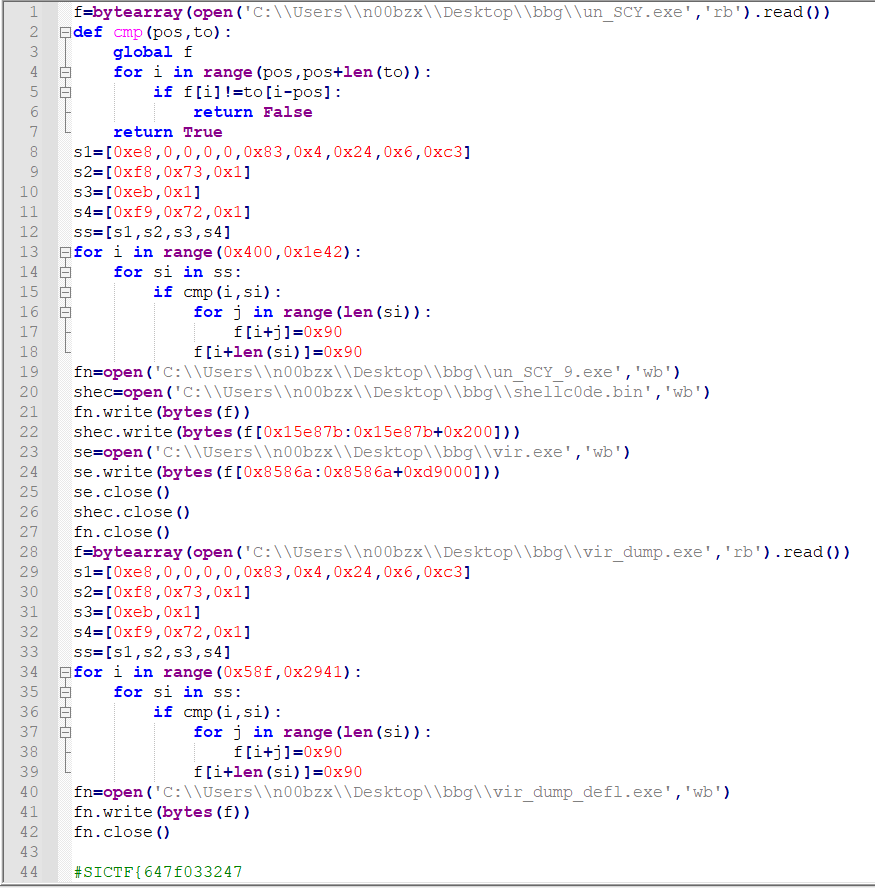 1 f=bytearray(open('C:\\Users\\n00bzx\\Desktop\\bbg\\un_SCY.exe','rb').read())
2 def cmp(pos,to):
3     global f
4     for i in range(pos,pos+len(to)):
5         if f[i]!=to[i-pos]:
6             return False
7     return True
8 s1=[0xe8,0,0,0,0,0x83,0x4,0x24,0x6,0xc3]
9 s2=[0xf8,0x73,0x1]
10 s3=[0xeb,0x1]
11 s4=[0xf9,0x72,0x1]
12 ss=[s1,s2,s3,s4]
13 for i in range(0x400,0x1e42):
14     for si in ss:
15         if cmp(i,si):
16             for j in range(len(si)):
17                 f[i+j]=0x90
18             f[i+len(si)]=0x90
19 fn=open('C:\\Users\\n00bzx\\Desktop\\bbg\\un_SCY_9.exe','wb')
20 shec=open('C:\\Users\\n00bzx\\Desktop\\bbg\\shellc0de.bin','wb')
21 fn.write(bytes(f))
22 shec.write(bytes(f[0x15e87b:0x15e87b+0x200]))
23 se=open('C:\\Users\\n00bzx\\Desktop\\bbg\\vir.exe','wb')
24 se.write(bytes(f[0x8586a:0x8586a+0xd9000]))
25 se.close()
26 shec.close()
27 fn.close()
28 f=bytearray(open('C:\\Users\\n00bzx\\Desktop\\bbg\\vir_dump.exe','rb').read())
29 s1=[0xe8,0,0,0,0,0x83,0x4,0x24,0x6,0xc3]
30 s2=[0xf8,0x73,0x1]
31 s3=[0xeb,0x1]
32 s4=[0xf9,0x72,0x1]
33 ss=[s1,s2,s3,s4]
34 for i in range(0x58f,0x2941):
35     for si in ss:
36         if cmp(i,si):
37             for j in range(len(si)):
38                 f[i+j]=0x90
39             f[i+len(si)]=0x90
40 fn=open('C:\\Users\\n00bzx\\Desktop\\bbg\\vir_dump_defl.exe','wb')
41 fn.write(bytes(f))
42 fn.close()
43
44 #SICTF{647f033247